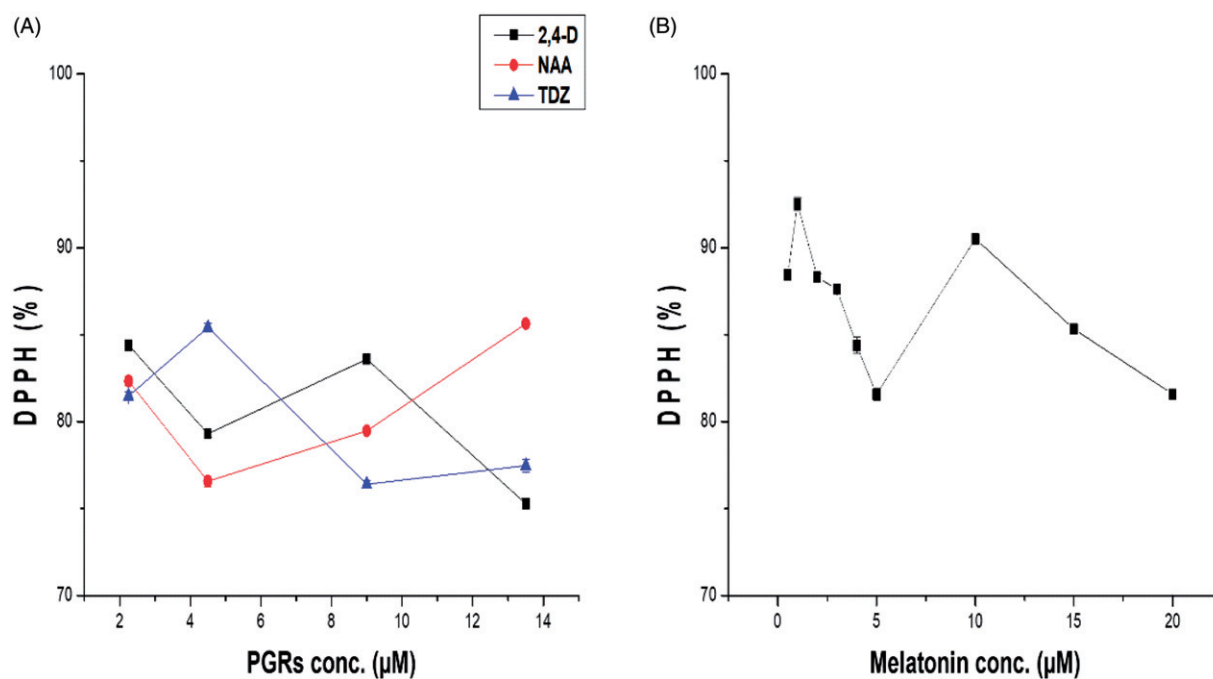 (A)
2,4-D
NAA
TDZ
100
90
80
70
DPPH (%)
2
4
6
8
10
12
14
PGRs conc. (µM)
(B)
100
90
80
70
DPPH (%)
0
5
10
15
20
Melatonin conc. (µM)